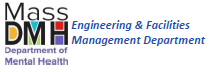 Mass
DMH
Department of
Mental Health
Engineering & Facilities
Management Department